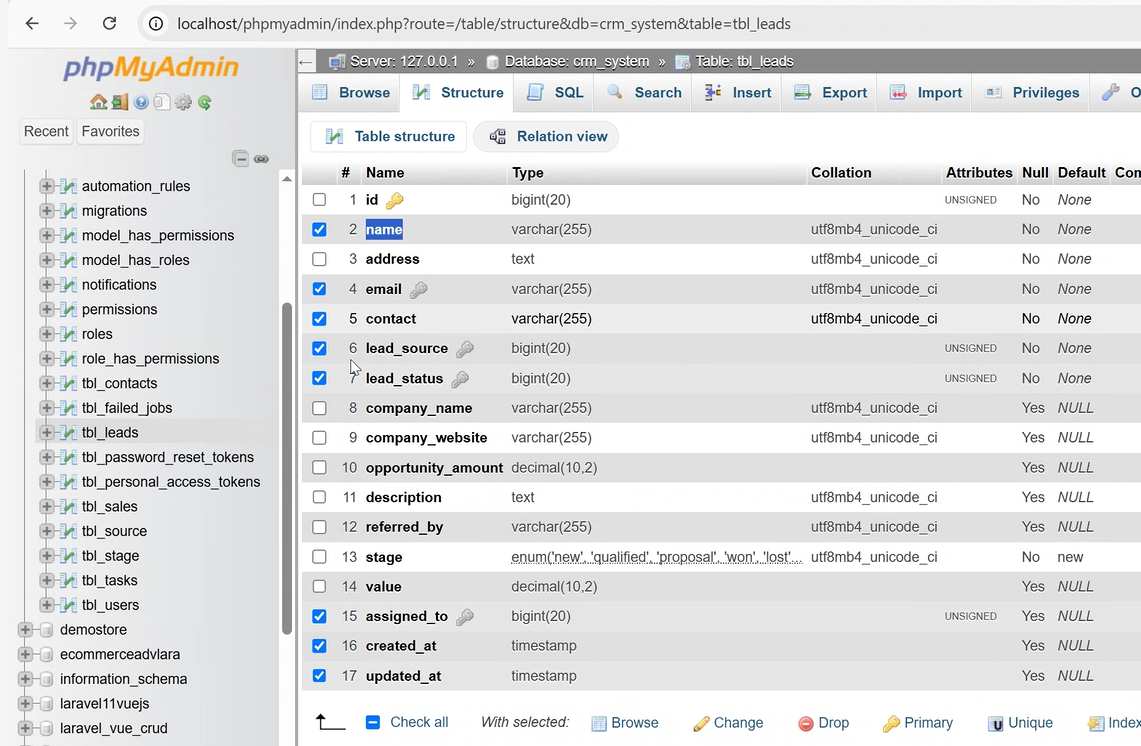 localhost/phpmyadmin/index.php?route=/table/structure&db=crm_system&table=tbl_leads
phpMyAdmin
Recent Favorites
automation_rules
migrations
model_has_permissions
model_has_roles
notifications
permissions
roles
role_has_permissions
tbl_contacts
tbl_failed_jobs
tbl_leads
tbl_password_reset_tokens
tbl_personal_access_tokens
tbl_sales
tbl_source
tbl_stage
tbl_tasks
tbl_users
demostore
ecommerceadvlara
information_schema
laravel11vuejs
laravel_vue_crud
Server: 127.0.0.1 » Database: crm_system » Table: tbl_leads
Browse Structure SQL Search Insert Export Import Privileges O
Table structure Relation view
# Name Type Collation Attributes Null Default Com
1 id bigint(20) UNSIGNED No None
2 name varchar(255) utf8mb4_unicode_ci No None
3 address text utf8mb4_unicode_ci No None
4 email varchar(255) utf8mb4_unicode_ci No None
5 contact varchar(255) utf8mb4_unicode_ci No None
6 lead_source bigint(20) UNSIGNED No None
7 lead_status bigint(20) UNSIGNED No None
8 company_name varchar(255) utf8mb4_unicode_ci Yes NULL
9 company_website varchar(255) utf8mb4_unicode_ci Yes NULL
10 opportunity_amount decimal(10,2) Yes NULL
11 description text utf8mb4_unicode_ci Yes NULL
12 referred_by varchar(255) utf8mb4_unicode_ci Yes NULL
13 stage enum('new', 'qualified', 'proposal', 'won', 'lost'... utf8mb4_unicode_ci No new
14 value decimal(10,2) Yes NULL
15 assigned_to bigint(20) UNSIGNED Yes NULL
16 created_at timestamp Yes NULL
17 updated_at timestamp Yes NULL
Check all With selected: Browse Change Drop Primary Unique Index